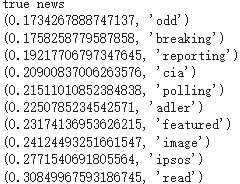 true news
(0.1734267888747137, 'odd')
(0.1758258779587858, 'breaking')
(0.19217706797347645, 'reporting')
(0.20900837006263576, 'cia')
(0.21511010852384838, 'polling')
(0.2250785234542571, 'adler')
(0.23174136953626215, 'featured')
(0.24124493251661547, 'image')
(0.2771540691805564, 'ipsos')
(0.30849967593186745, 'read')